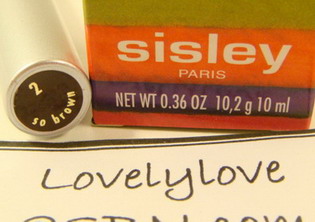 sisley
PARIS
NET WT 0.36 OZ 10,2 g 10 ml
2
so brown
Lovelylove